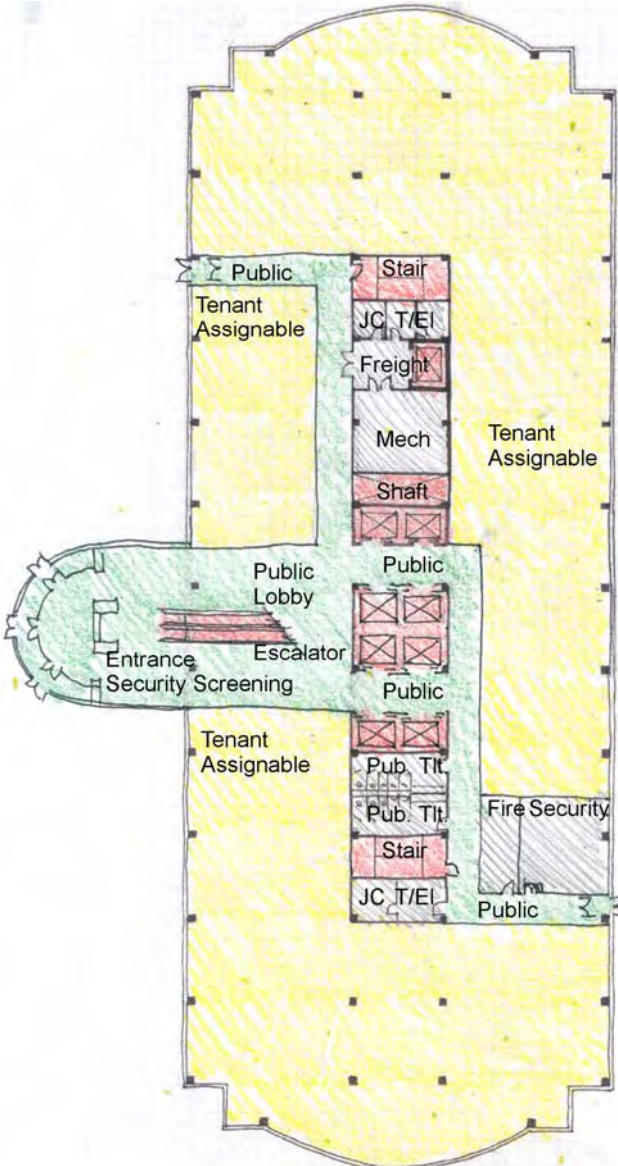 Public
Stair
Tenant
Assignable
JC T/El
Freight
Mech
Tenant
Assignable
Shaft
Public
Public
Lobby
Escalator
Entrance
Security Screening
Public
Tenant
Assignable
Pub. Tlt.
Pub. Tlt.
Fire Security
Stair
JC T/El
Public